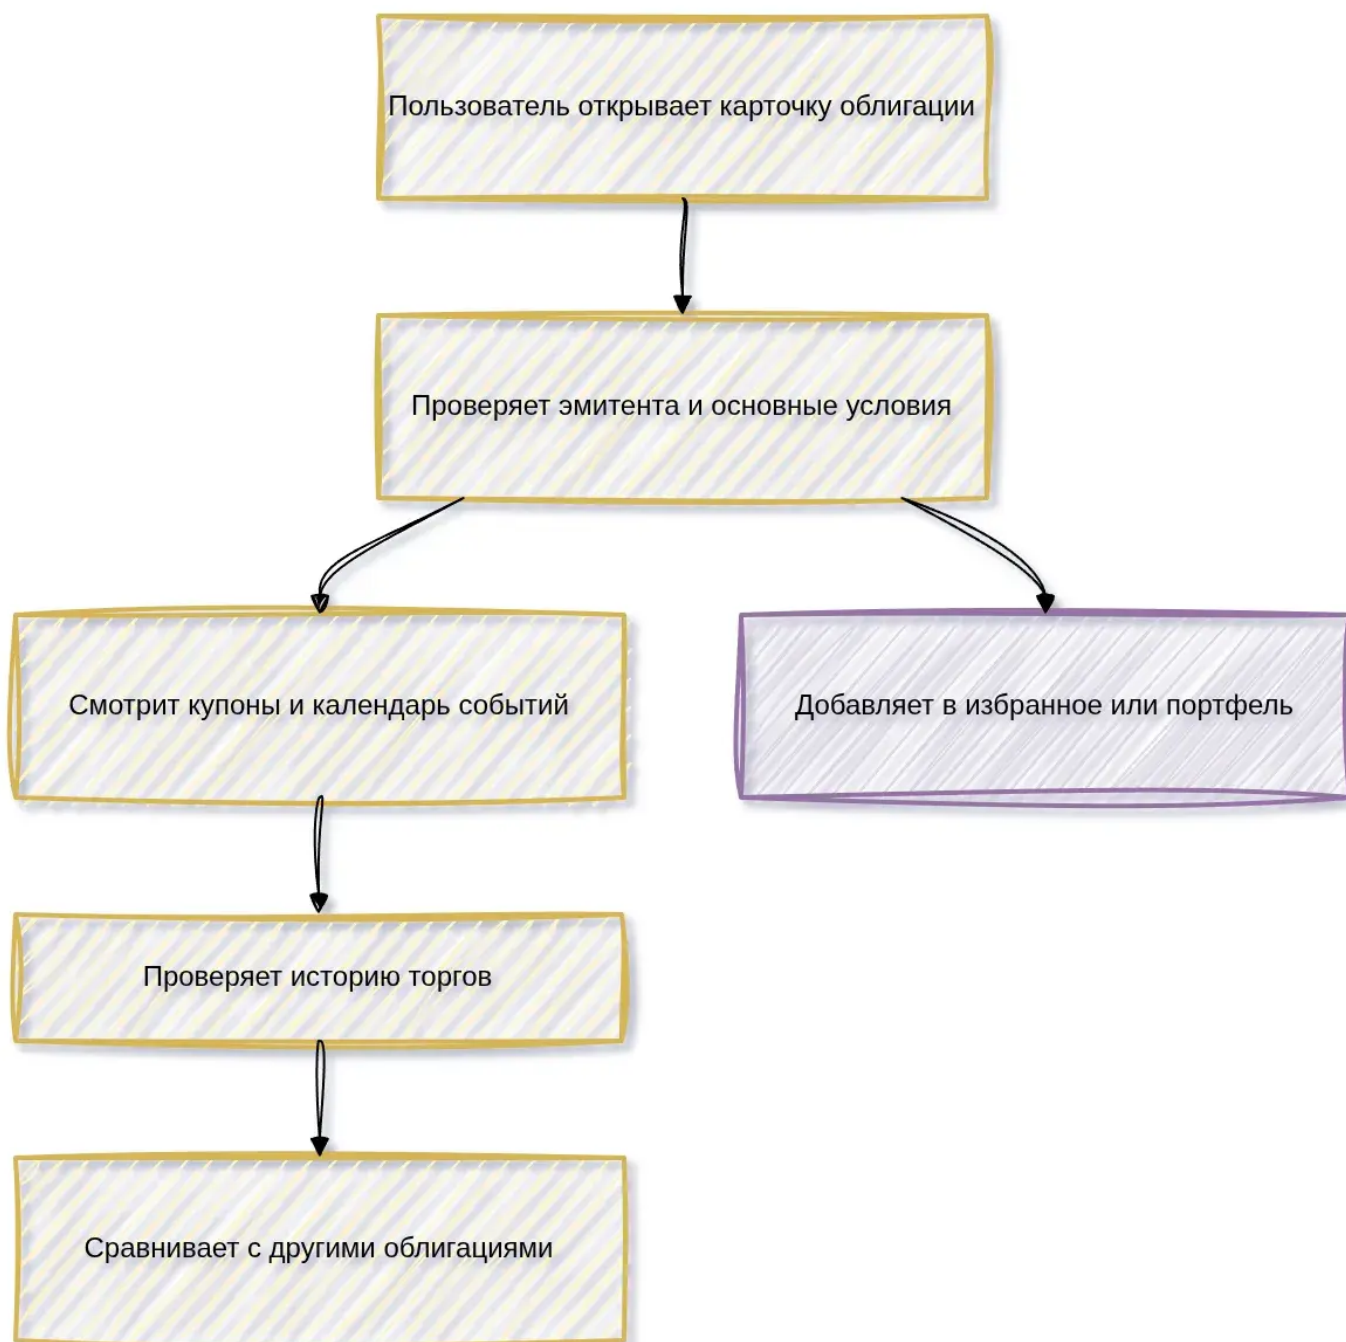 Пользователь открывает карточку облигации
Проверяет эмитента и основные условия
Смотрит купоны и календарь событий
Добавляет в избранное или портфель
Проверяет историю торгов
Сравнивает с другими облигациями